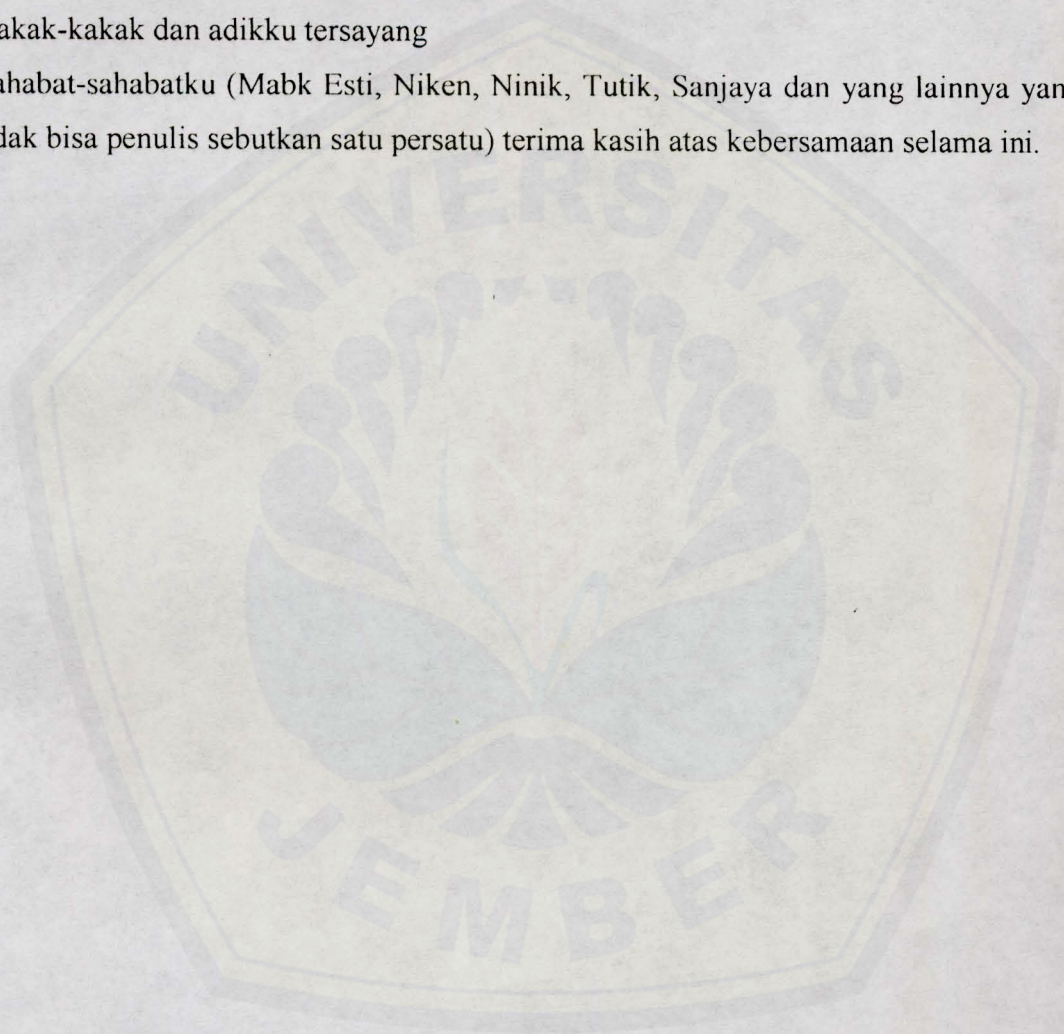 akak-kakak dan adikku tersayang
ahabat-sahabatku (Mabk Esti, Niken, Ninik, Tutik, Sanjaya dan yang lainnya yan
dak bisa penulis sebutkan satu persatu) terima kasih atas kebersamaan selama ini.
UNIVERSITAS
JEMBER